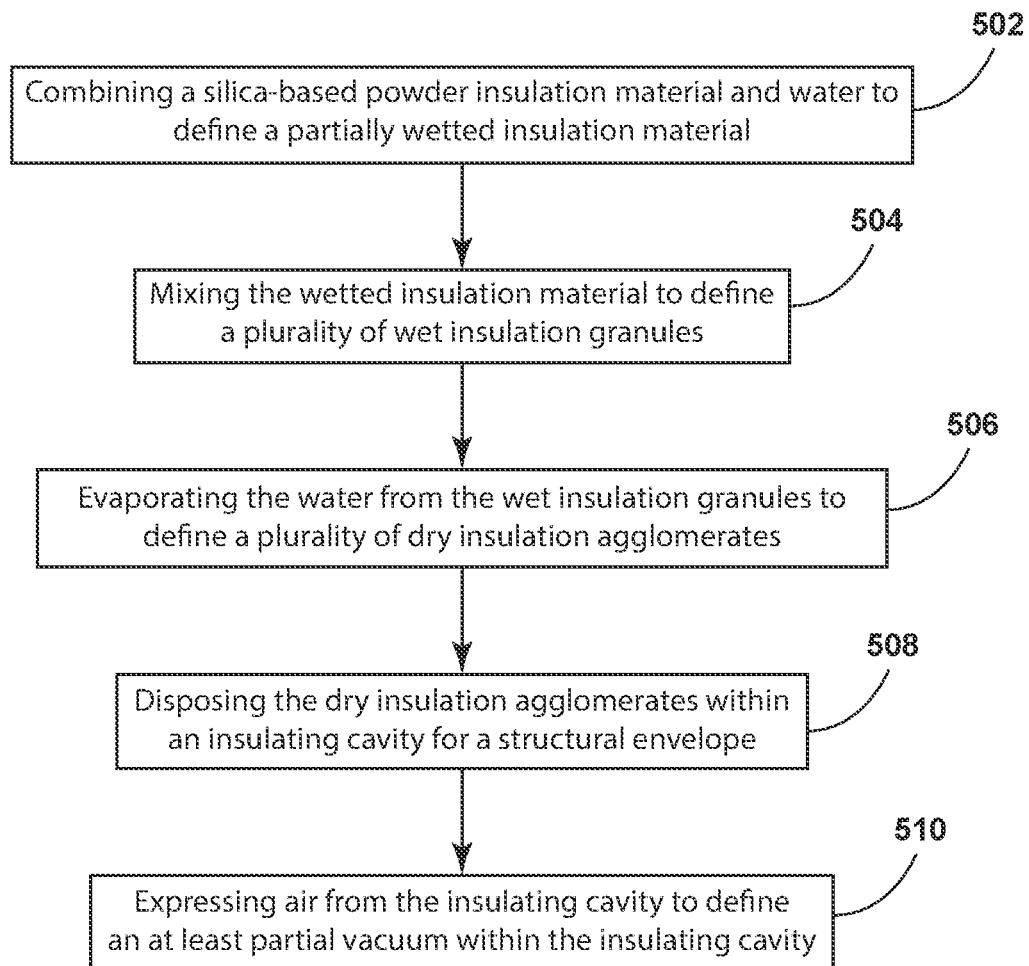 502
Combining a silica-based powder insulation material and water to
define a partially wetted insulation material
504
Mixing the wetted insulation material to define
a plurality of wet insulation granules
506
Evaporating the water from the wet insulation granules to
define a plurality of dry insulation agglomerates
508
Disposing the dry insulation agglomerates within
an insulating cavity for a structural envelope
510
Expressing air from the insulating cavity to define
an at least partial vacuum within the insulating cavity